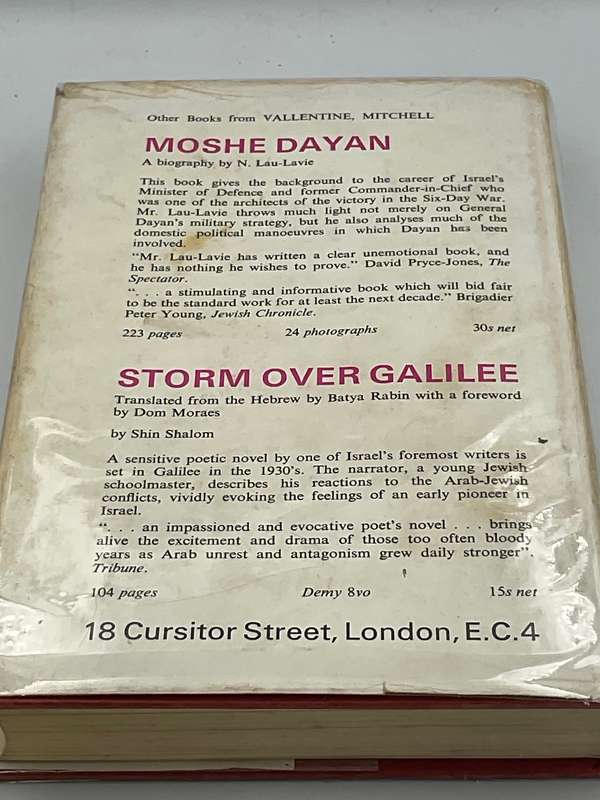 Other Books from VALLENTINE, MITCHELL
MOSHE DAYAN
A biography by N. Lau-Lavie
This book gives the background to the career of Israel's
Minister of Defence and former Commander-in-Chief who
was one of the architects of the victory in the Six-Day War.
Mr. Lau-Lavie throws much light not merely on General
Dayan's military strategy, but he also analyses much of the
domestic political manoeuvres in which Dayan has been
involved.
"Mr. Lau-Lavie has written a clear unemotional book, and
he has nothing he wishes to prove." David Pryce-Jones, The
Spectator.
". . . a stimulating and informative book which will bid fair
to be the standard work for at least the next decade." Brigadier
Peter Young, Jewish Chronicle.
223 pages 24 photographs 30s net
STORM OVER GALILEE
Translated from the Hebrew by Batya Rabin with a foreword
by Dom Moraes
by Shin Shalom
A sensitive poetic novel by one of Israel's foremost writers is
set in Galilee in the 1930's. The narrator, a young Jewish
schoolmaster, describes his reactions to the Arab-Jewish
conflicts, vividly evoking the feelings of an early pioneer in
Israel.
". . . an impassioned and evocative poet's novel . . . brings
alive the excitement and drama of those too often bloody
years as Arab unrest and antagonism grew daily stronger".
Tribune.
104 pages Demy 8vo 15s net
18 Cursitor Street, London, E.C.4